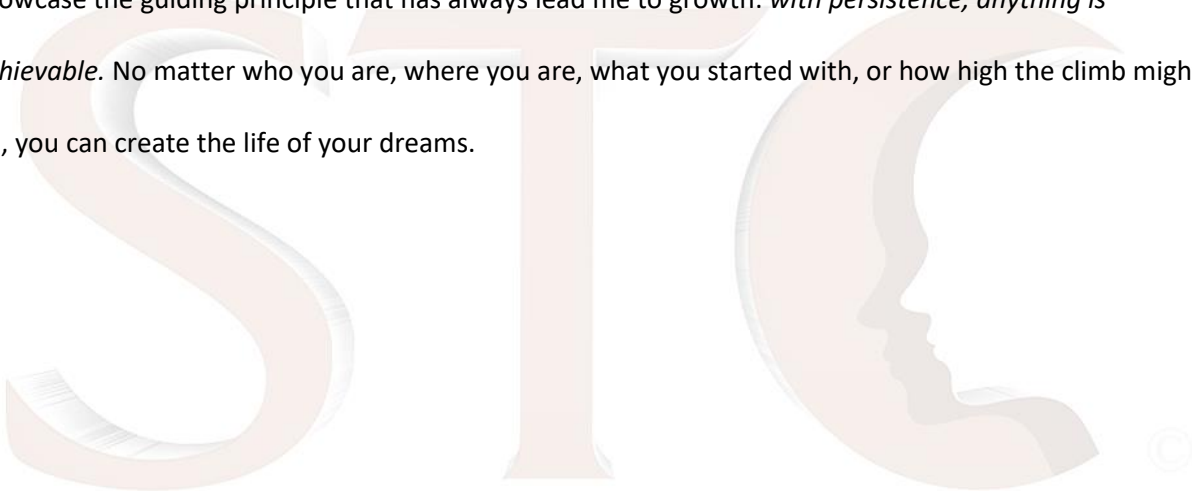 owcase the guiding principle that has always lead me to growth: with persistence, anything is
hievable. No matter who you are, where you are, what you started with, or how high the climb migh
, you can create the life of your dreams.
STC
©